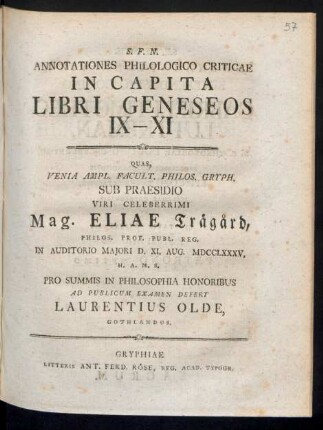 97
S. F. N.
ANNOTATIONES PHILOLOGICO CRITICAE
IN CAPITA
LIBRI GENESEOS
IX—XI
QUAS,
VENIA AMPL. FACULT. PHILOS. GRYPH.
SUB PRAESIDIO
VIRI CELEBERRIMI
Mag. ELIAE Trägård,
PHILOS. PROF. PUBL. REG.
IN AUDITORIO MAJORI D. XI. AUG. MDCCLXXXV.
H. A. M. S.
PRO SUMMIS IN PHILOSOPHIA HONORIBUS
AD PUBLICUM EXAMEN DEFERT
LAURENTIUS OLDE,
GOTHLANDUS.
GRYPHIAE
LITTERIS ANT. FERD. RÖSE, REG. ACAD. TYPOGR.